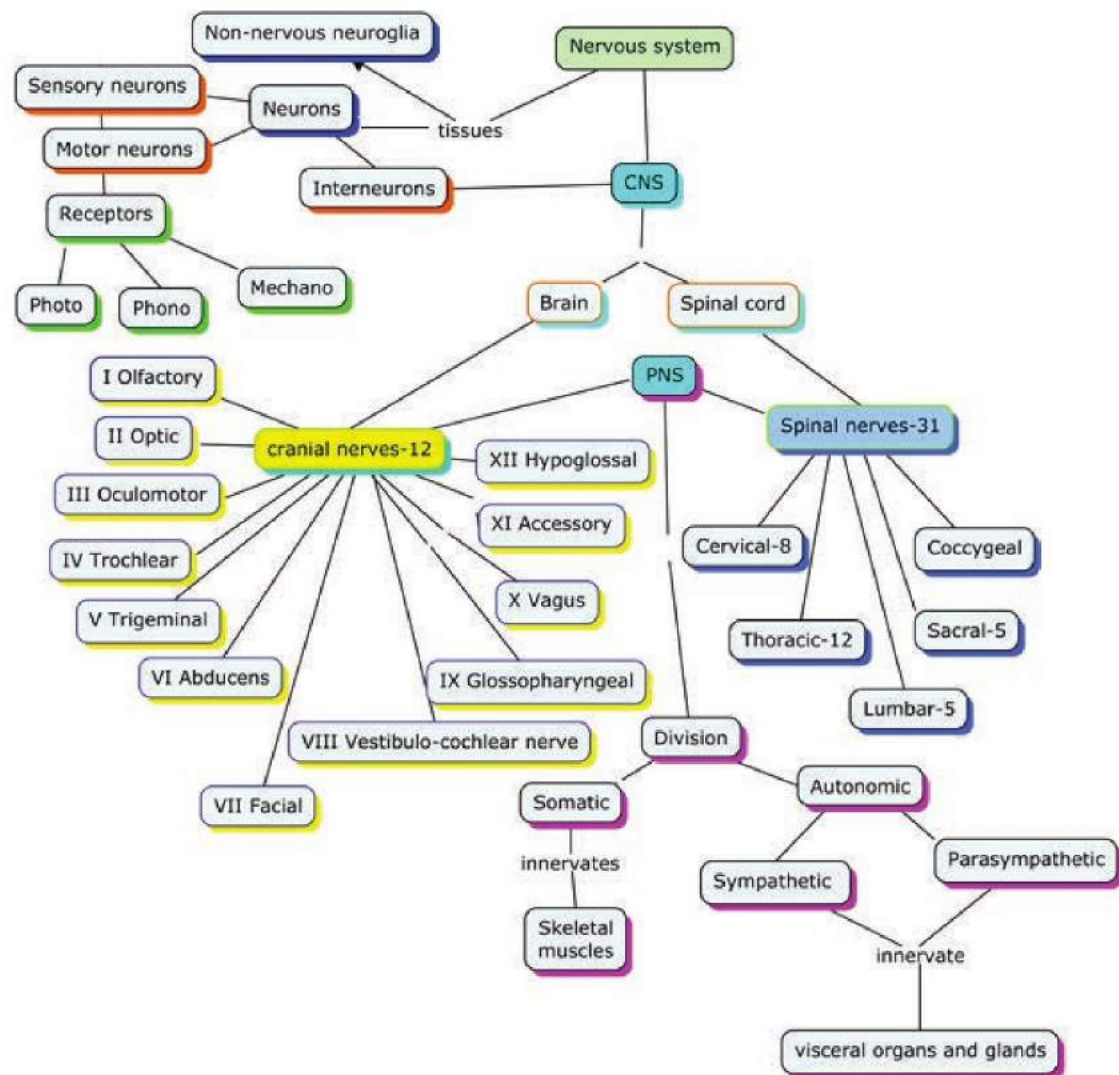 Non-nervous neuroglia
Nervous system
Sensory neurons
Neurons
tissues
Motor neurons
Interneurons
CNS
Receptors
Photo
Phono
Mechano
Brain
Spinal cord
I Olfactory
PNS
II Optic
cranial nerves-12
Spinal nerves-31
XII Hypoglossal
III Oculomotor
XI Accessory
IV Trochlear
Cervical-8
Coccygeal
V Trigeminal
X Vagus
Thoracic-12
Sacral-5
VI Abducens
IX Glossopharyngeal
Lumbar-5
VIII Vestibulo-cochlear nerve
Division
VII Facial
Somatic
Autonomic
innervates
Sympathetic
Parasympathetic
Skeletal
muscles
innervate
visceral organs and glands